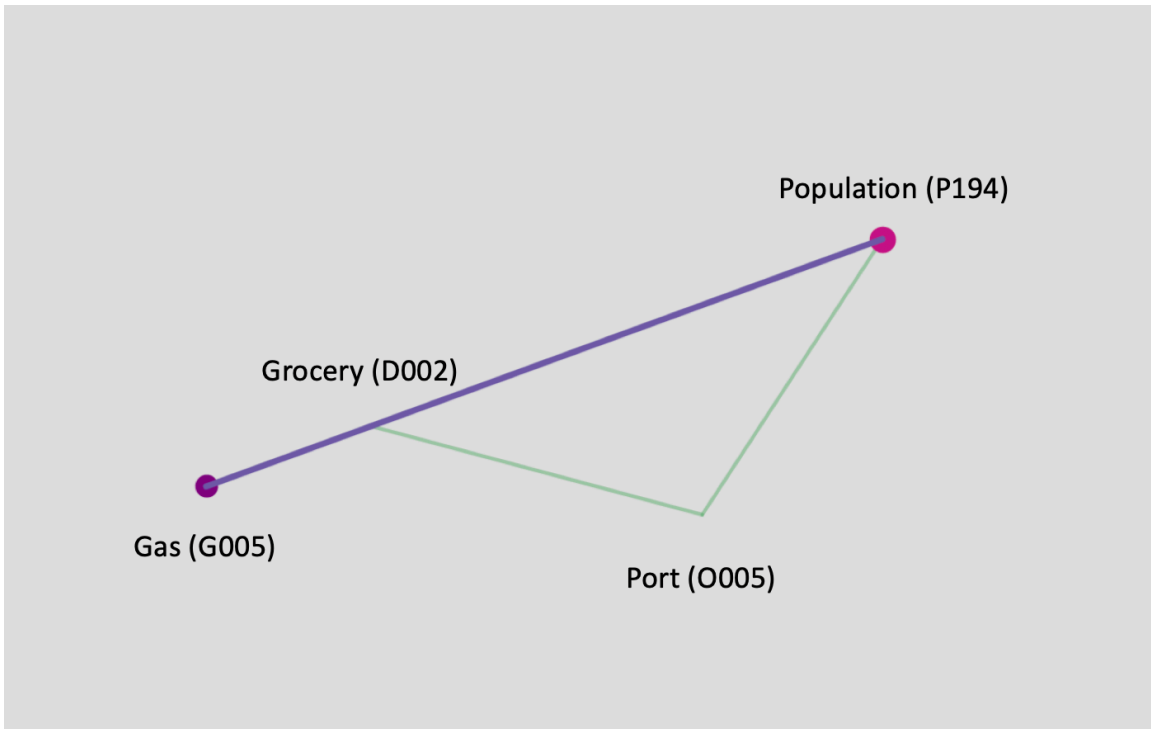 Population (P194)
Grocery (D002)
Gas (G005)
Port (O005)